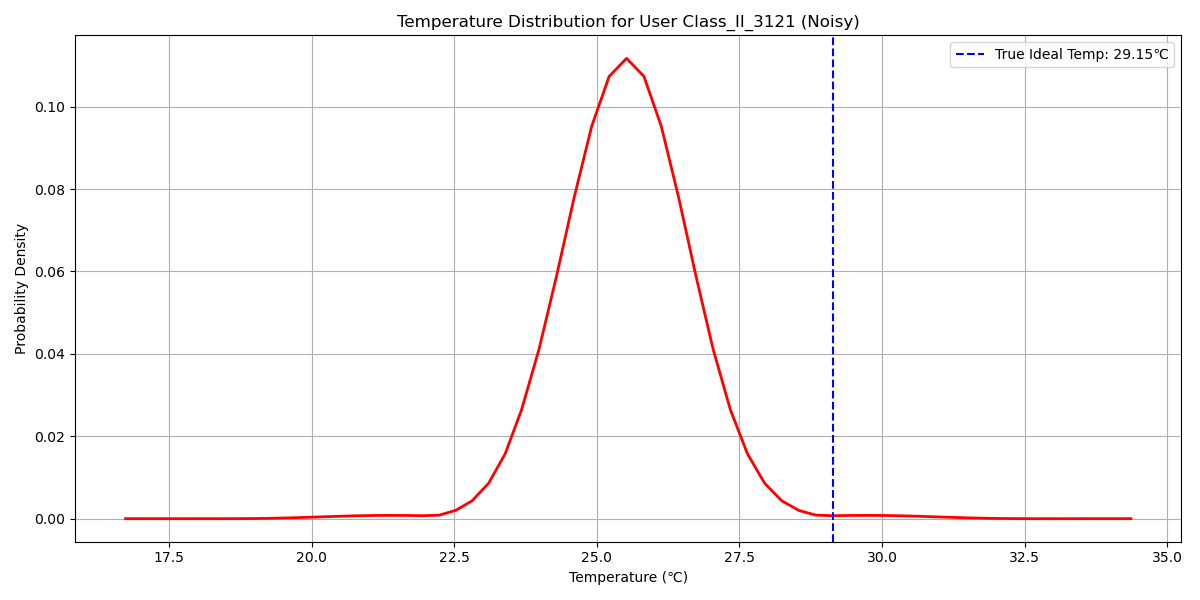 Temperature Distribution for User Class_II_3121 (Noisy)
True Ideal Temp: 29.15℃
Probability Density
0.10
0.08
0.06
0.04
0.02
0.00
17.5 20.0 22.5 25.0 27.5 30.0 32.5 35.0
Temperature (℃)